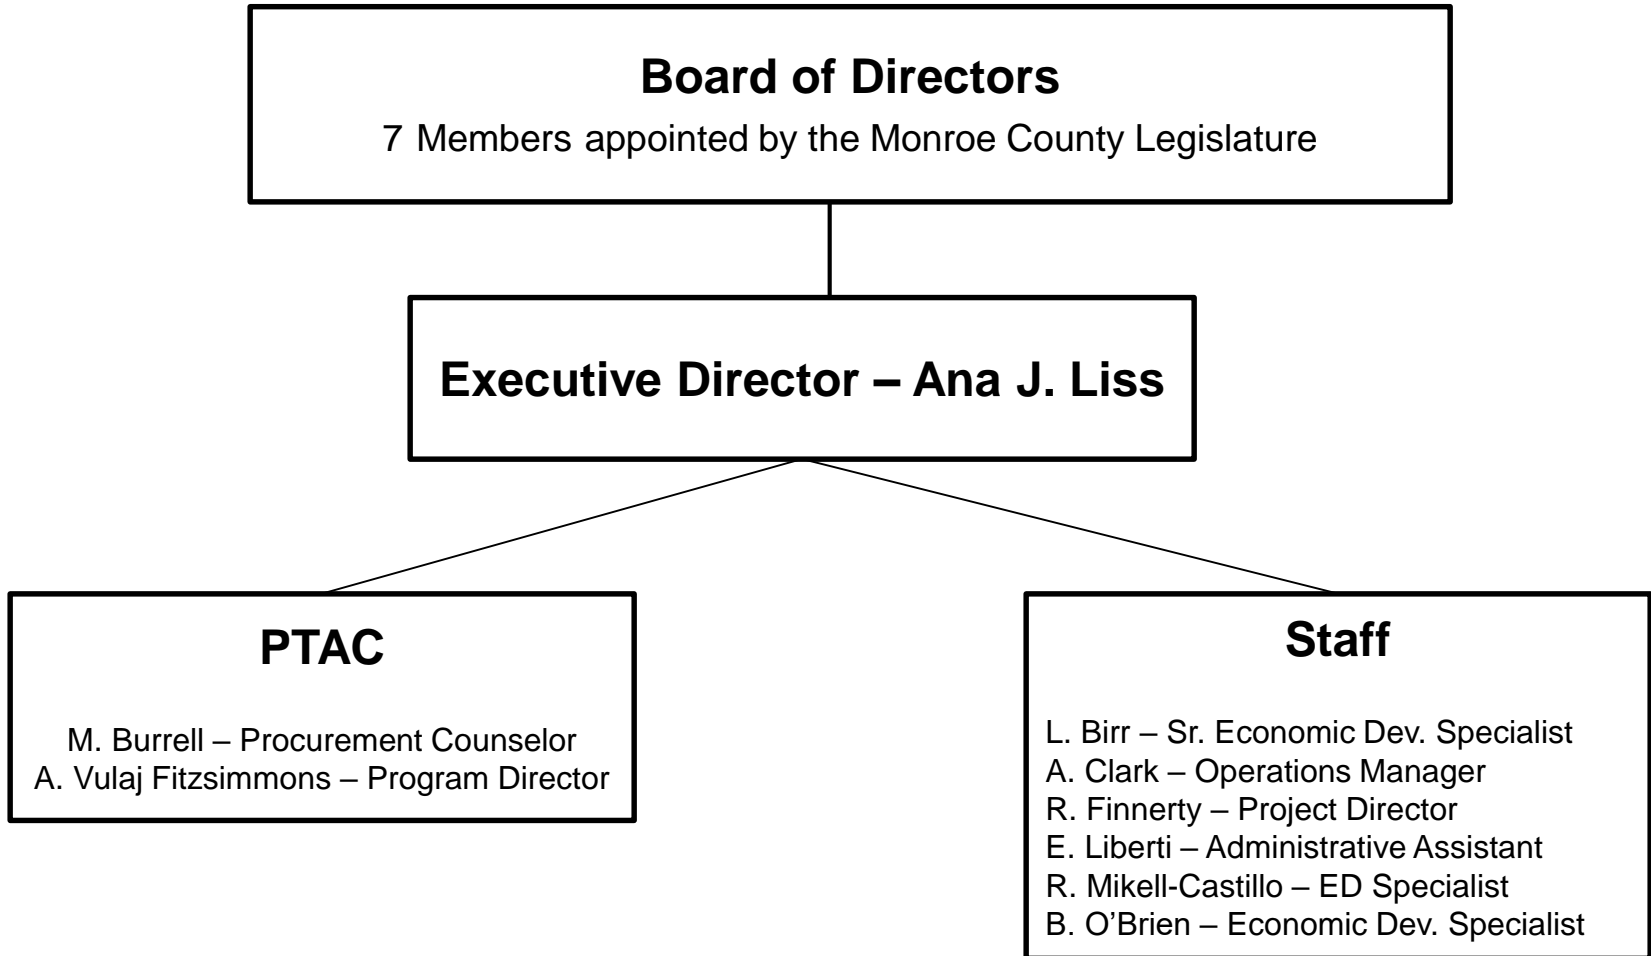 Board of Directors
7 Members appointed by the Monroe County Legislature
Executive Director – Ana J. Liss
PTAC
M. Burrell – Procurement Counselor
A. Vulaj Fitzsimmons – Program Director
Staff
L. Birr – Sr. Economic Dev. Specialist
A. Clark – Operations Manager
R. Finnerty – Project Director
E. Liberti – Administrative Assistant
R. Mikell-Castillo – ED Specialist
B. O’Brien – Economic Dev. Specialist